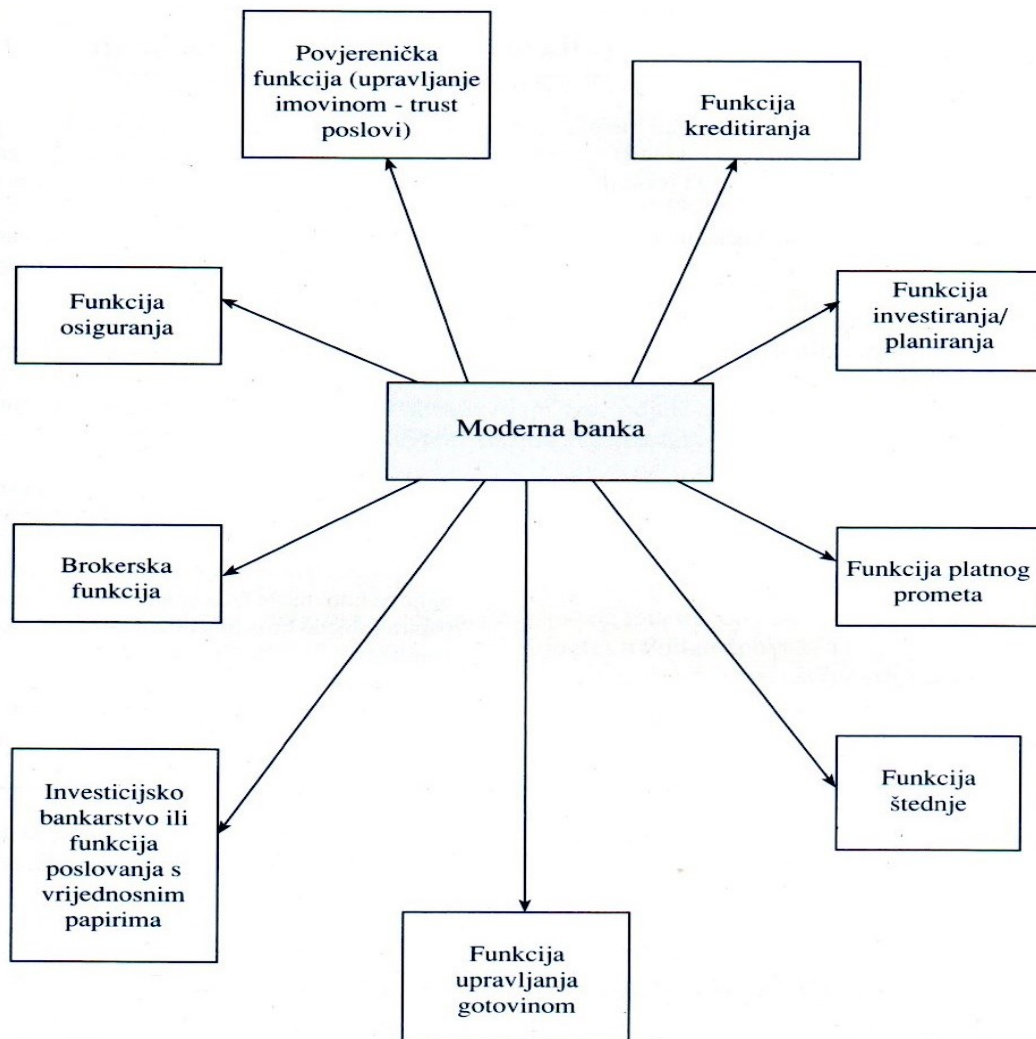 Povjerenička
funkcija (upravljanje
imovinom - trust
poslovi)
Funkcija
kreditiranja
Funkcija
osiguranja
Funkcija
investiranja/
planiranja
Moderna banka
Brokerska
funkcija
Funkcija platnog
prometa
Investicijsko
bankarstvo ili
funkcija
poslovanja s
vrijednosnim
papirima
Funkcija
štednje
Funkcija
upravljanja
gotovinom